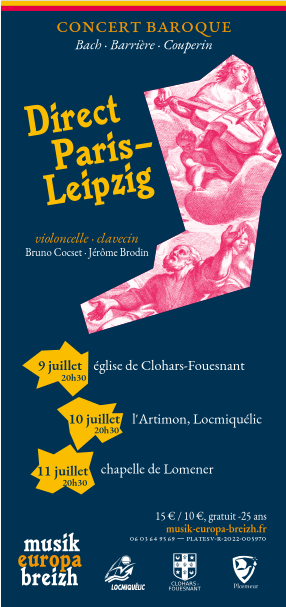 CONCERT BAROQUE
Bach · Barrière · Couperin
Direct
Paris–
Leipzig
violoncelle · clavecin
Bruno Cocset · Jérôme Brodin
9 juillet
20h30
église de Clohars-Fouesnant
10 juillet
20h30
l'Artimon, Locmiquélic
11 juillet
20h30
chapelle de Lomener
15 € / 10 €, gratuit -25 ans
musik-europa-breizh.fr
06 03 64 95 69 — PLATESV-R-2022-005970
musik
europa
breizh
LOCMIQUÉLIC
CLOHARS -
FOUESNANT
Ploemeur